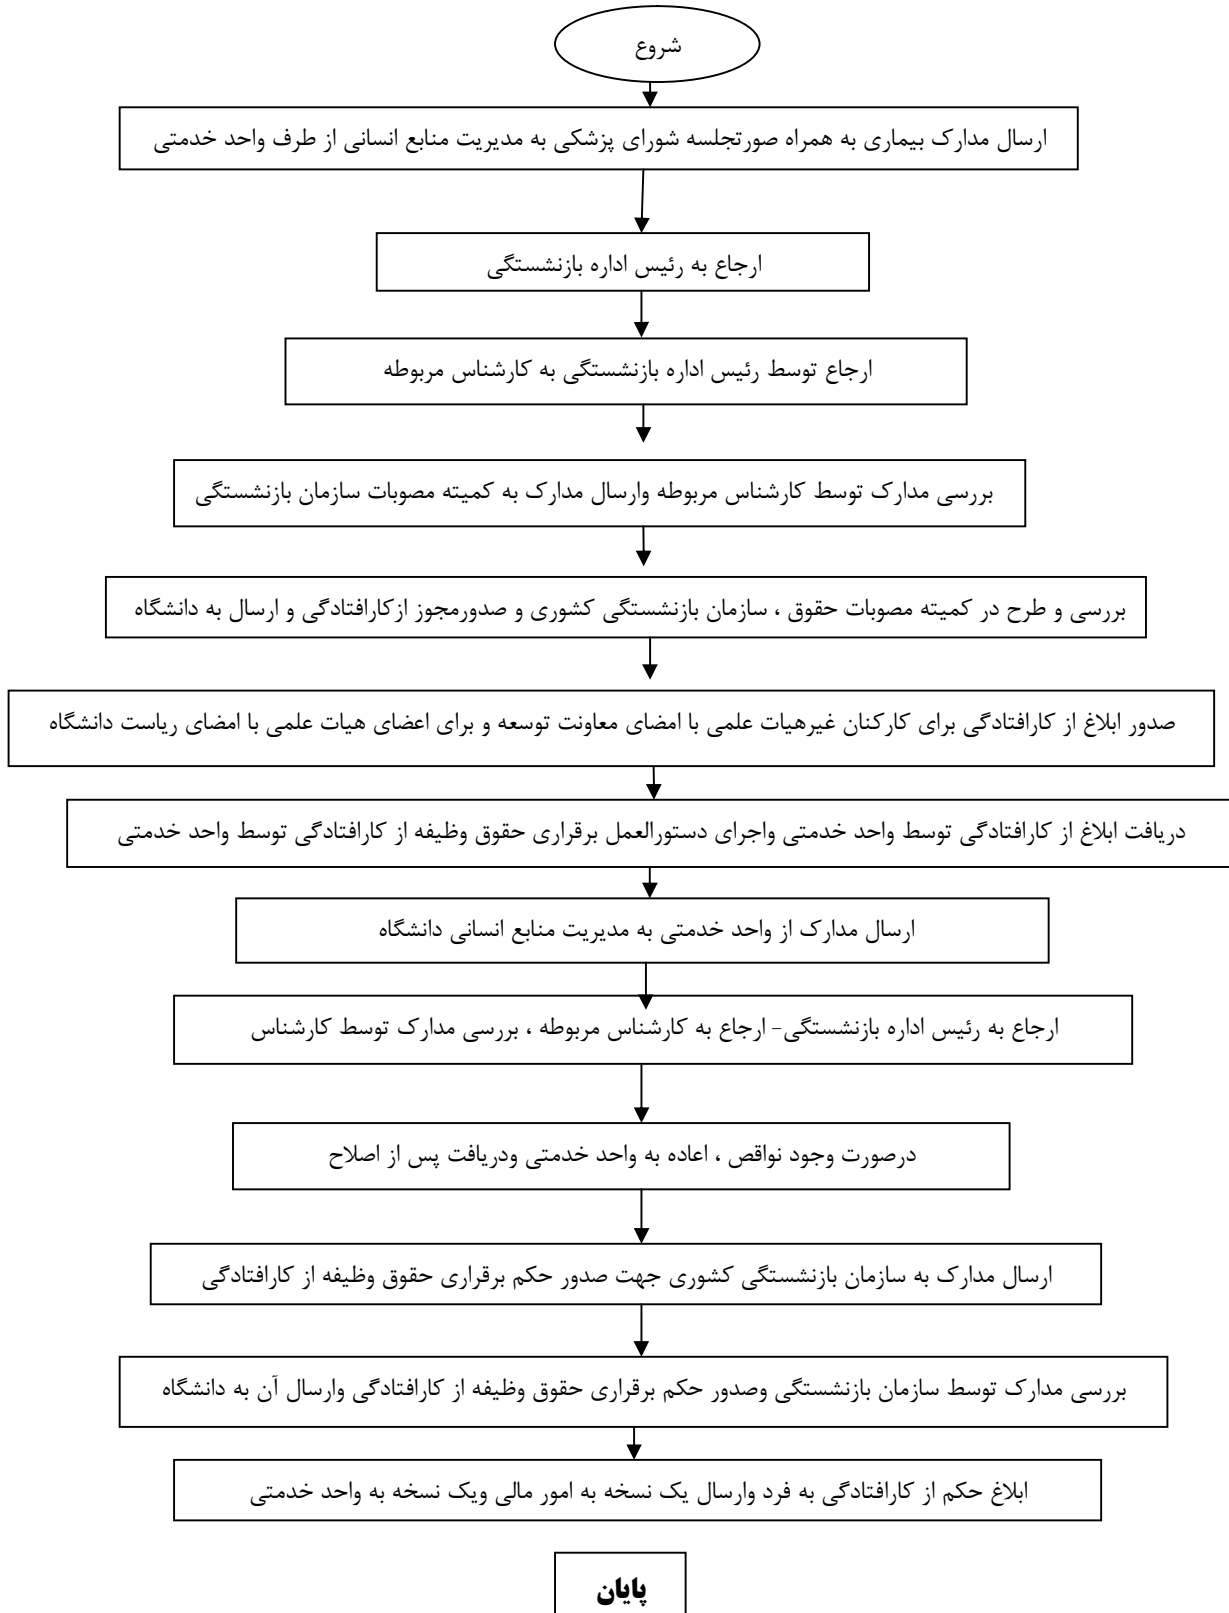 شروع
ارسال مدارک بیماری به همراه صورتجلسه شورای پزشکی به مدیریت منابع انسانی از طرف واحد خدمتی
ارجاع به رئیس اداره بازنشستگی
ارجاع توسط رئیس اداره بازنشستگی به کارشناس مربوطه
بررسی مدارک توسط کارشناس مربوطه وارسال مدارک به کمیته مصوبات سازمان بازنشستگی
بررسی و طرح در کمیته مصوبات حقوق ، سازمان بازنشستگی کشوری و صدورمجوز ازکارافتادگی و ارسال به دانشگاه
صدور ابلاغ از کارافتادگی برای کارکنان غیرهیات علمی با امضای معاونت توسعه و برای اعضای هیات علمی با امضای ریاست دانشگاه
دریافت ابلاغ از کارافتادگی توسط واحد خدمتی واجرای دستورالعمل برقراری حقوق وظیفه از کارافتادگی توسط واحد خدمتی
ارسال مدارک از واحد خدمتی به مدیریت منابع انسانی دانشگاه
ارجاع به رئیس اداره بازنشستگی- ارجاع به کارشناس مربوطه ، بررسی مدارک توسط کارشناس
درصورت وجود نواقص ، اعاده به واحد خدمتی ودریافت پس از اصلاح
ارسال مدارک به سازمان بازنشستگی کشوری جهت صدور حکم برقراری حقوق وظیفه از کارافتادگی
بررسی مدارک توسط سازمان بازنشستگی وصدور حکم برقراری حقوق وظیفه از کارافتادگی وارسال آن به دانشگاه
ابلاغ حکم از کارافتادگی به فرد وارسال یک نسخه به امور مالی ویک نسخه به واحد خدمتی
پایان